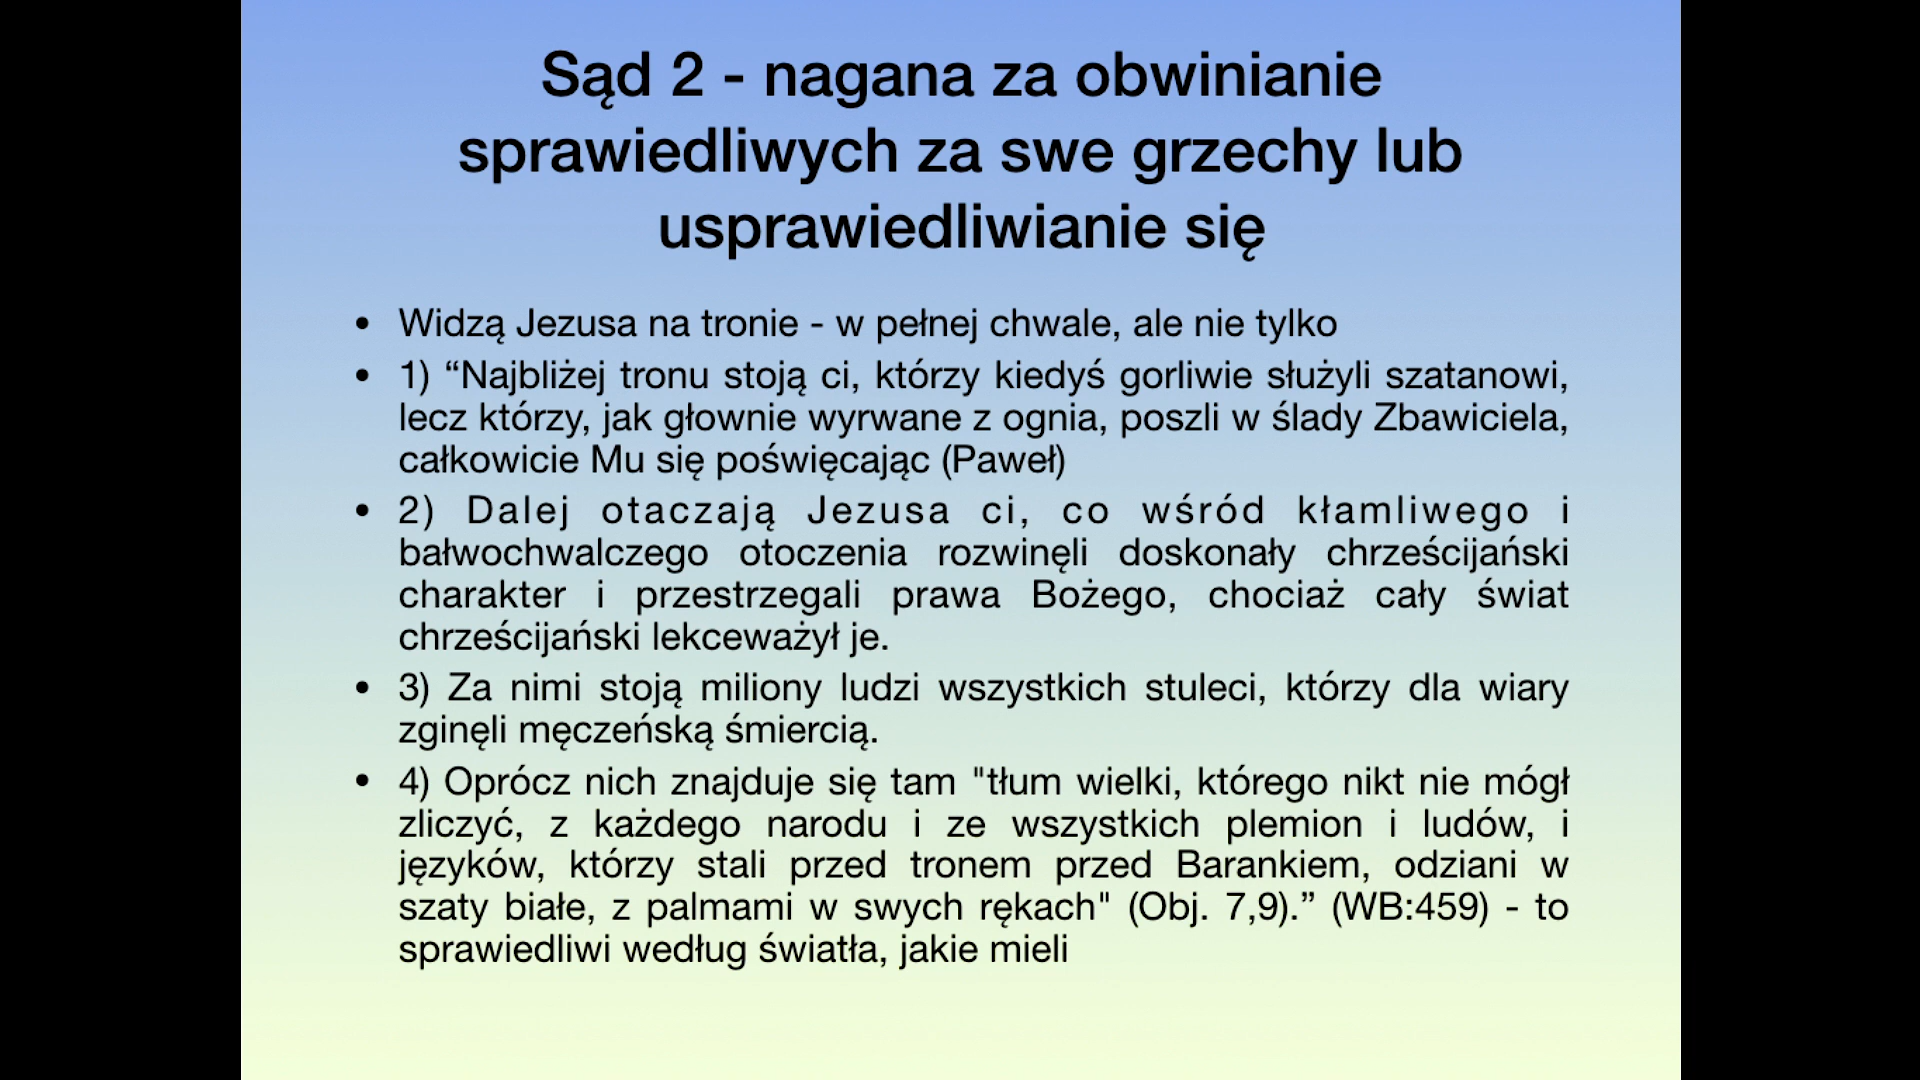 Sąd 2 - nagana za obwinianie
sprawiedliwych za swe grzechy lub
usprawiedliwianie się
• Widzą Jezusa na tronie - w pełnej chwale, ale nie tylko
• 1) “Najbliżej tronu stoją ci, którzy kiedyś gorliwie służyli szatanowi,
lecz którzy, jak głownie wyrwane z ognia, poszli w ślady Zbawiciela,
całkowicie Mu się poświęcając (Paweł)
• 2) Dalej otaczają Jezusa ci, co wśród kłamliwego i
bałwochwalczego otoczenia rozwinęli doskonały chrześcijański
charakter i przestrzegali prawa Bożego, chociaż cały świat
chrześcijański lekceważył je.
• 3) Za nimi stoją miliony ludzi wszystkich stuleci, którzy dla wiary
zginęli męczeńską śmiercią.
• 4) Oprócz nich znajduje się tam "tłum wielki, którego nikt nie mógł
zliczyć, z każdego narodu i ze wszystkich plemion i ludów, i
języków, którzy stali przed tronem przed Barankiem, odziani w
szaty białe, z palmami w swych rękach" (Obj. 7,9).” (WB:459) - to
sprawiedliwi według światła, jakie mieli